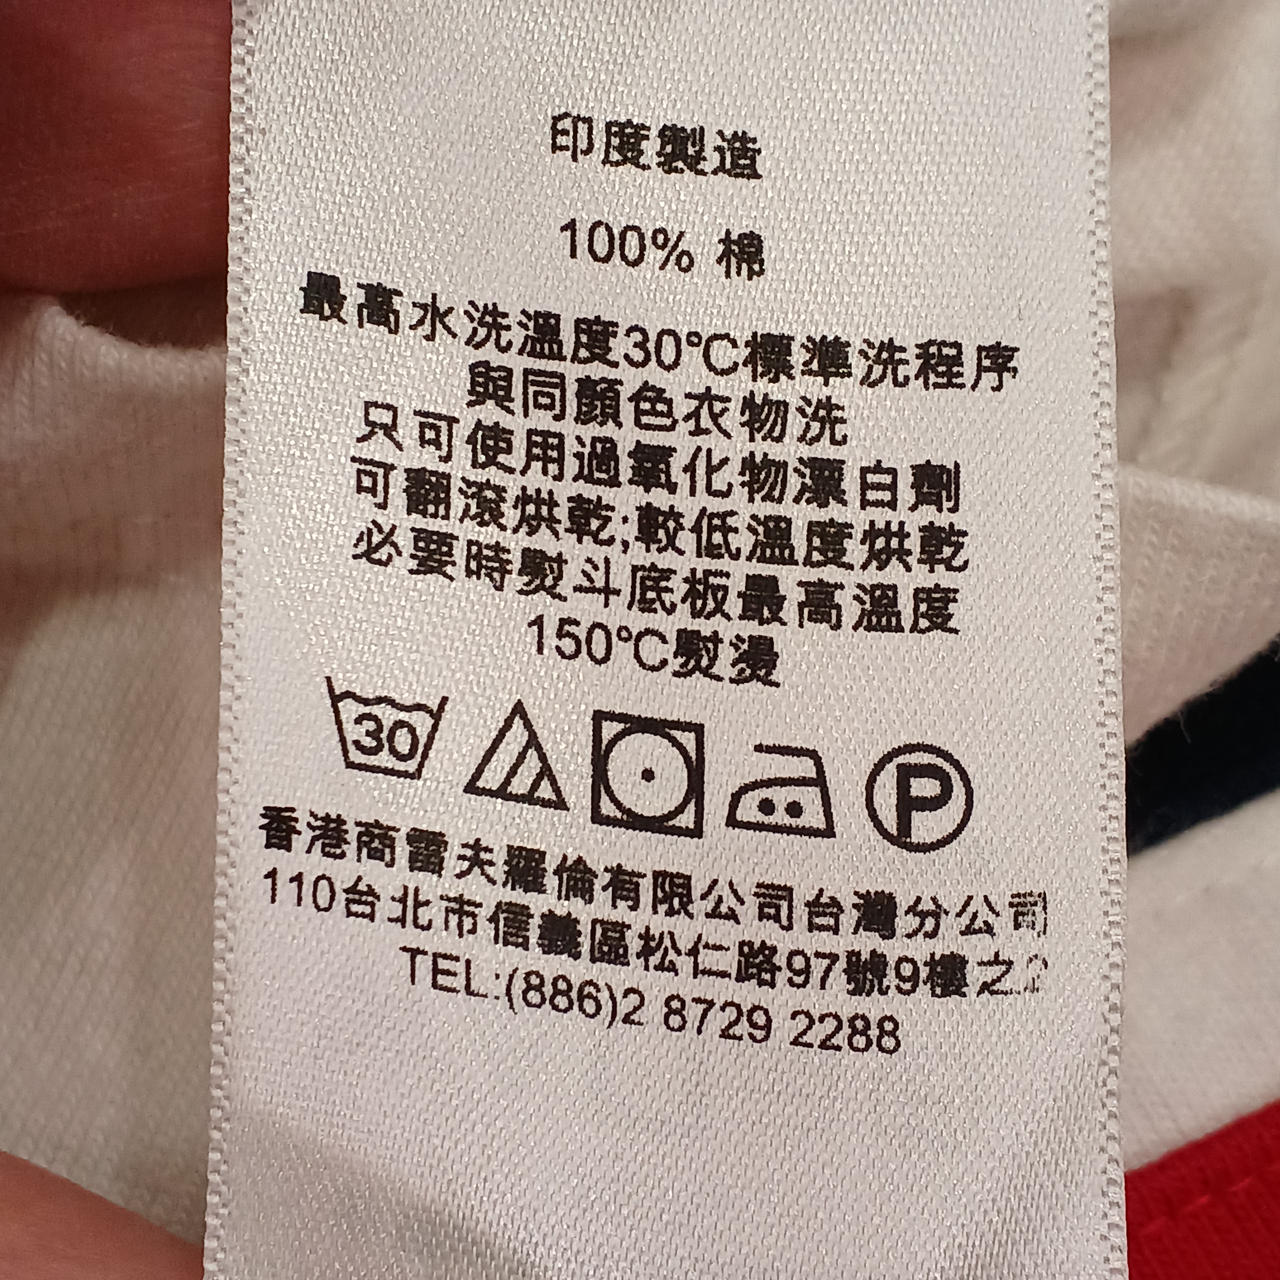 印度製造
100% 棉
最高水洗溫度30℃標準洗程序
與同顏色衣物洗
只可使用過氧化物漂白劑
可翻滾烘乾;較低溫度烘乾
必要時熨斗底板最高溫度
150℃熨燙
30
P
香港商雷夫羅倫有限公司台灣分公司
110台北市信義區松仁路97號9樓之2
TEL:(886)2 8729 2288